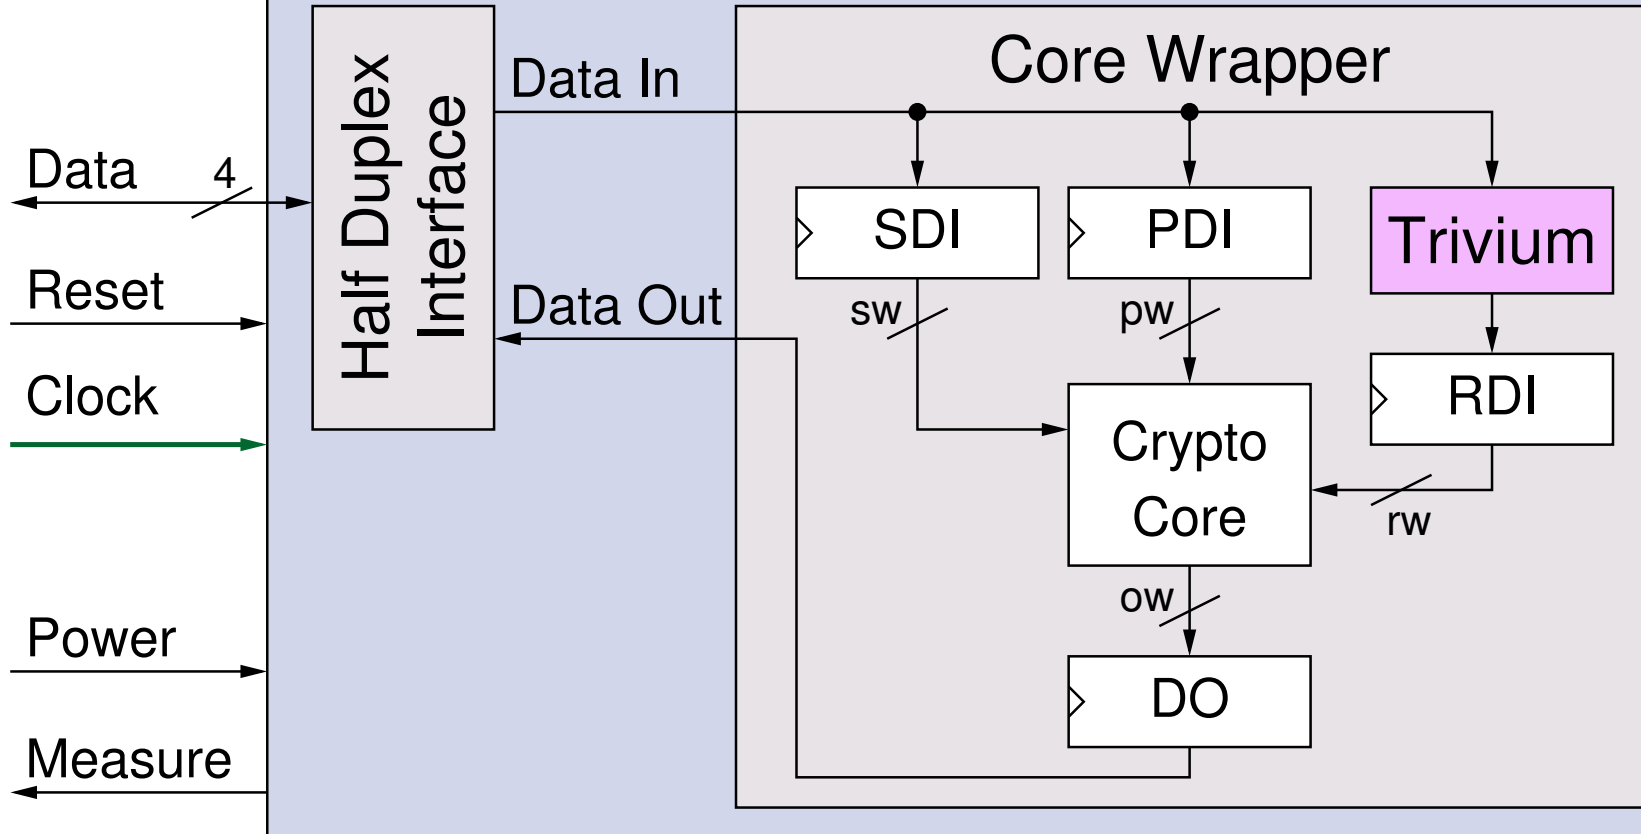 Data
4
Reset
Clock
Power
Measure
Half Duplex
Interface
Data In
Data Out
Core Wrapper
SDI
PDI
Trivium
sw
pw
RDI
Crypto
Core
rw
ow
DO